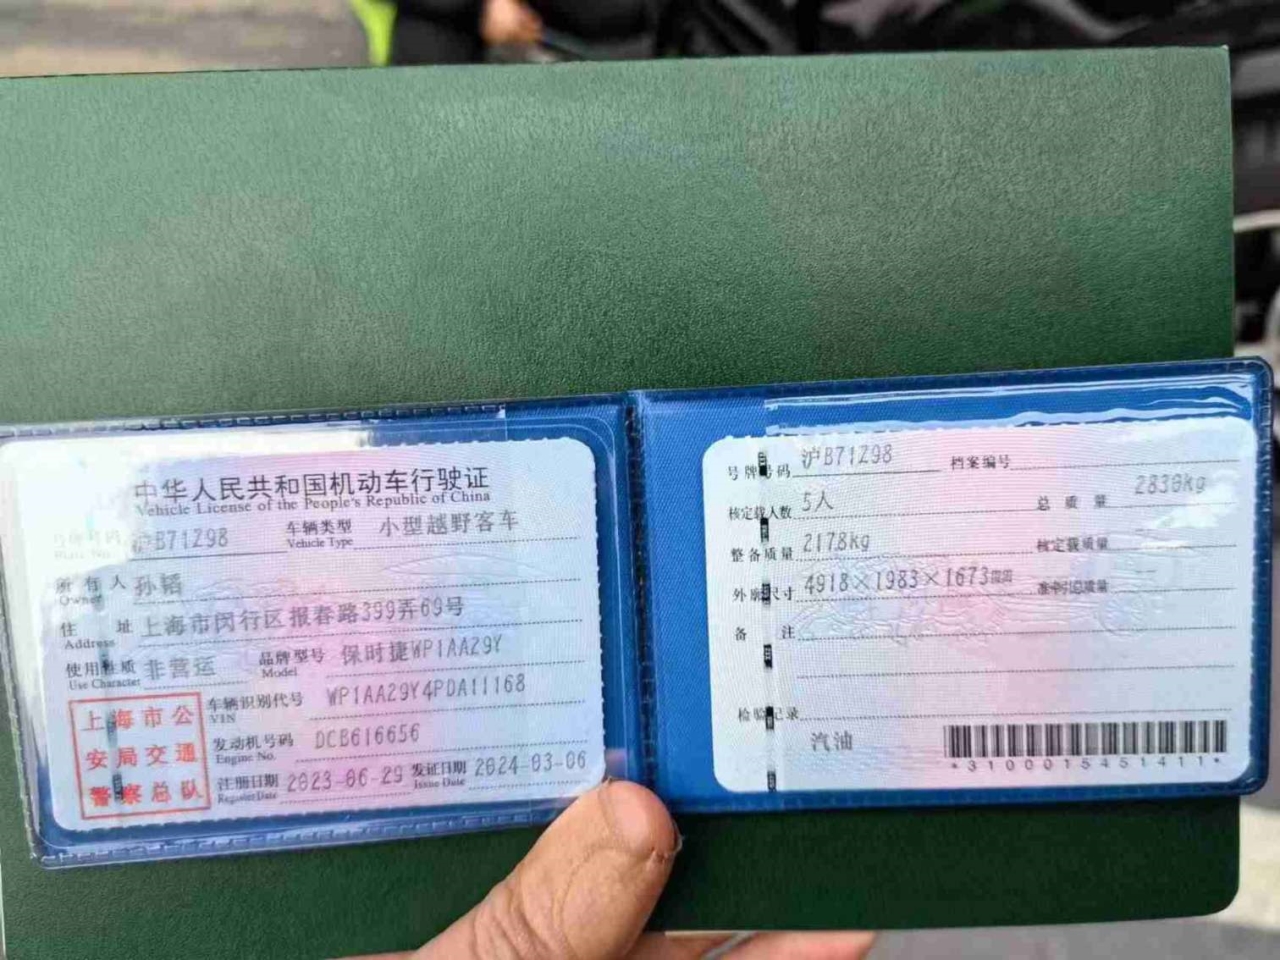 中华人民共和国机动车行驶证
Vehicle License of the People's Republic of China
号牌号码 沪B71Z98 车辆类型 小型越野客车
Plate No. Vehicle Type
所有人 孙韬
Owner
住 址 上海市闵行区报春路399弄69号
Address
使用性质 非营运 品牌型号 保时捷WP1AA29Y
Use Character Model
车辆识别代号 WP1AA29Y4PDA11168
VIN
发动机号码 DCB616656
Engine No.
注册日期 2023-06-29 发证日期 2024-03-06
Register Date Issue Date
上海市公
安局交通
警察总队
号牌号码 沪B71Z98 档案编号
核定载人数 5人 总质量 2830kg
整备质量 2178kg 核定载质量 --
外廓尺寸 4918×1983×1673mm 准牵引总质量 --
备 注
检验记录
汽油
*3100015451411*